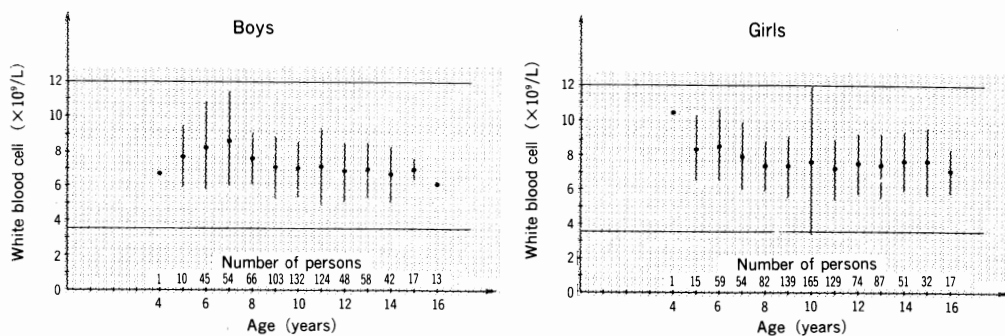 Boys
White blood cell (×10⁹/L)
12
10
8
6
4
2
0
Number of persons
1 10 45 54 66 103 132 124 48 58 42 17 13
4 6 8 10 12 14 16
Age (years)
Girls
White blood cell (×10⁹/L)
12
10
8
6
4
2
0
Number of persons
1 15 59 54 82 139 165 129 74 87 51 32 17
4 6 8 10 12 14 16
Age (years)